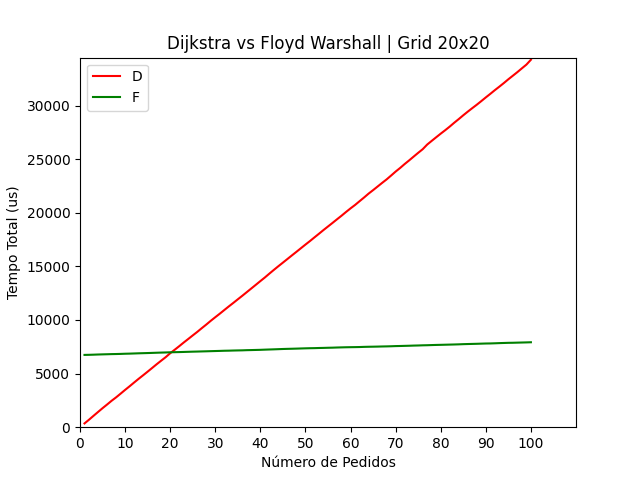 Dijkstra vs Floyd Warshall | Grid 20x20
D
F
30000
25000
20000
15000
10000
5000
0
Tempo Total (us)
0 10 20 30 40 50 60 70 80 90 100
Número de Pedidos